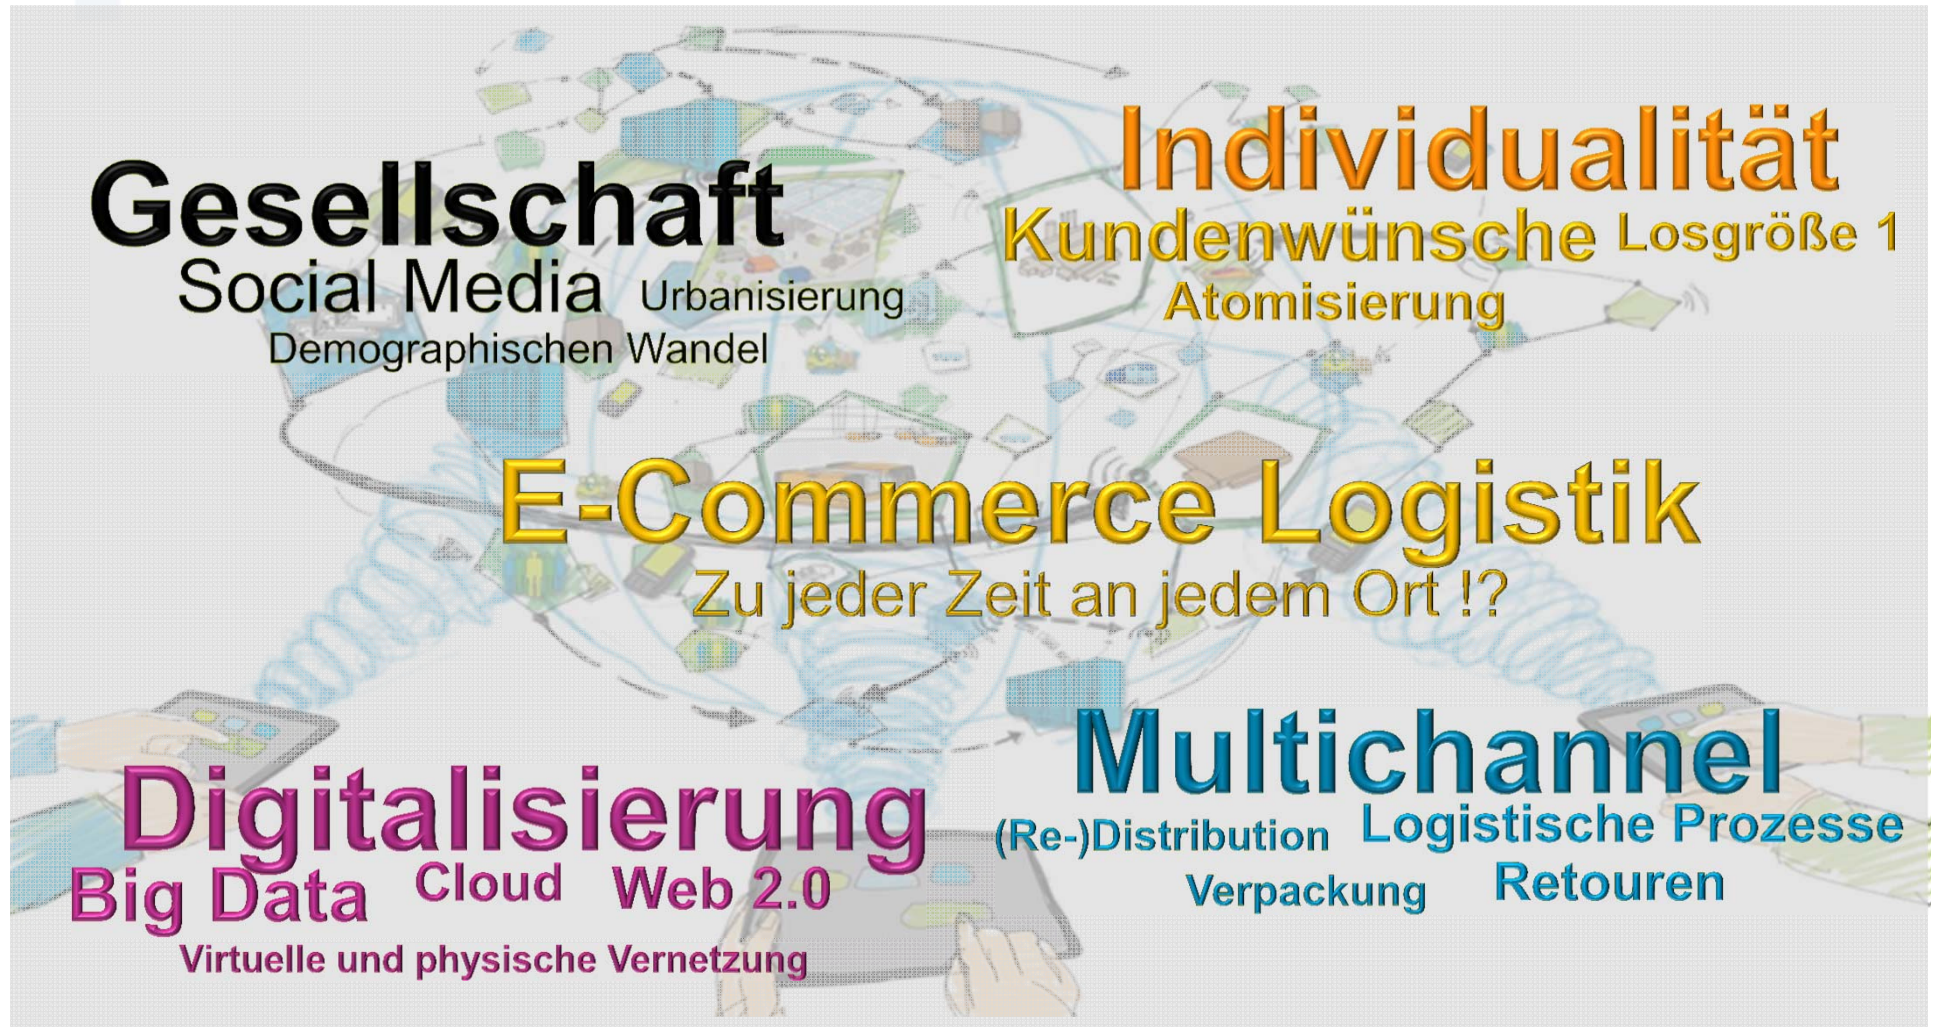 Gesellschaft
Social Media Urbanisierung
Demographischen Wandel
Individualität
Kundenwünsche Losgröße 1
Atomisierung
E-Commerce Logistik
Zu jeder Zeit an jedem Ort !?
Digitalisierung
Big Data Cloud Web 2.0
Virtuelle und physische Vernetzung
Multichannel
(Re-)Distribution Logistische Prozesse
Verpackung Retouren